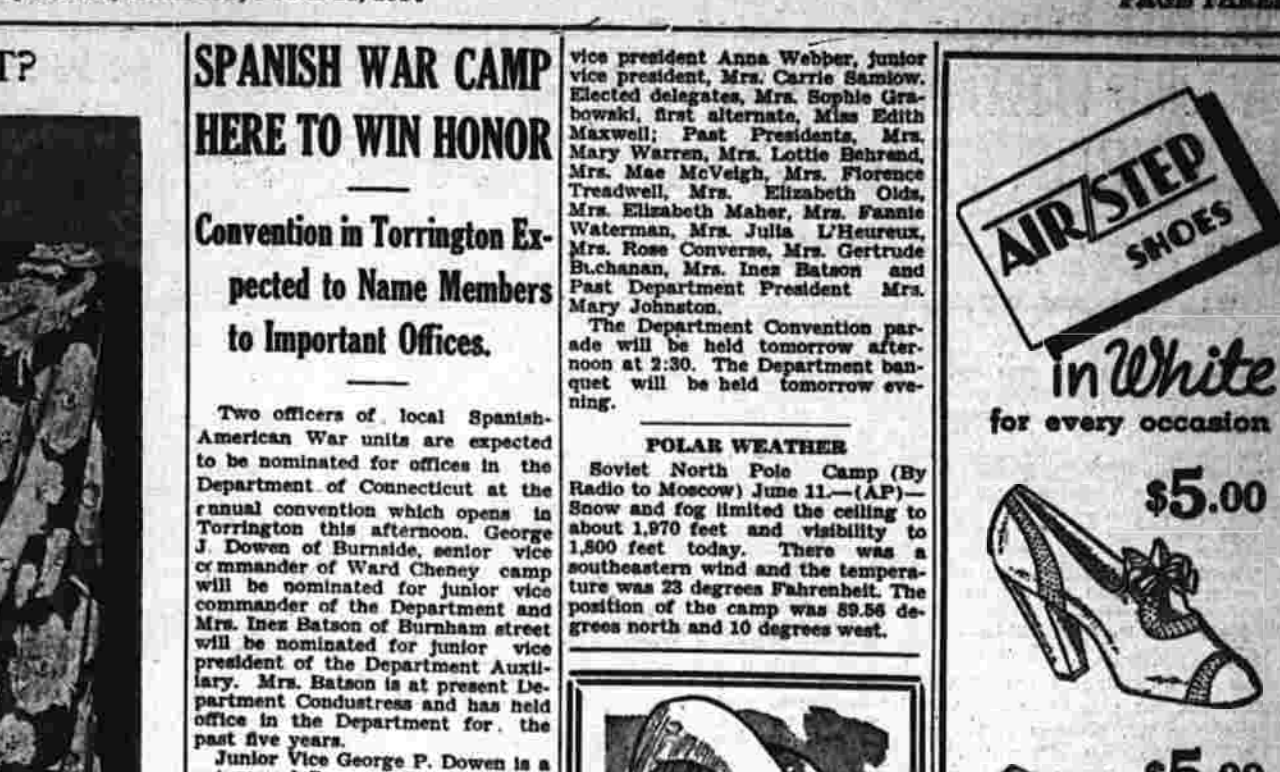 T?
SPANISH WAR CAMP
HERE TO WIN HONOR
Convention in Torrington Ex-
pected to Name Members
to Important Offices.
Two officers of local Spanish-
American War units are expected
to be nominated for offices in the
Department of Connecticut at the
annual convention which opens in
Torrington this afternoon. George
J. Dowen of Burnside, senior vice
commander of Ward Cheney camp
will be nominated for junior vice
commander of the Department and
Mrs. Inez Batson of Burnham street
will be nominated for junior vice
president of the Department Auxil-
iary. Mrs. Batson is at present De-
partment Condustress and has held
office in the Department for the
past five years.
Junior Vice George P. Dowen is a
vice president Anna Webber, junior
vice president, Mrs. Carrie Samlow.
Elected delegates, Mrs. Sophie Gra-
bowski, first alternate, Miss Edith
Maxwell; Past Presidents, Mrs.
Mary Warren, Mrs. Lottie Behrend,
Mrs. Mae McVeigh, Mrs. Florence
Treadwell, Mrs. Elizabeth Olds,
Mrs. Elizabeth Maher, Mrs. Fannie
Waterman, Mrs. Julia L'Heureux,
Mrs. Rose Converse, Mrs. Gertrude
Buchanan, Mrs. Inez Batson and
Past Department President Mrs.
Mary Johnston.
The Department Convention par-
ade will be held tomorrow after-
noon at 2:30. The Department ban-
quet will be held tomorrow eve-
ning.
POLAR WEATHER
Soviet North Pole Camp (By
Radio to Moscow) June 11.—(AP)—
Snow and fog limited the ceiling to
about 1,970 feet and visibility to
1,800 feet today. There was a
southeastern wind and the tempera-
ture was 23 degrees Fahrenheit. The
position of the camp was 89.56 de-
grees north and 10 degrees west.
AIR/STEP
SHOES
in White
for every occasion
$5.00
$5.00